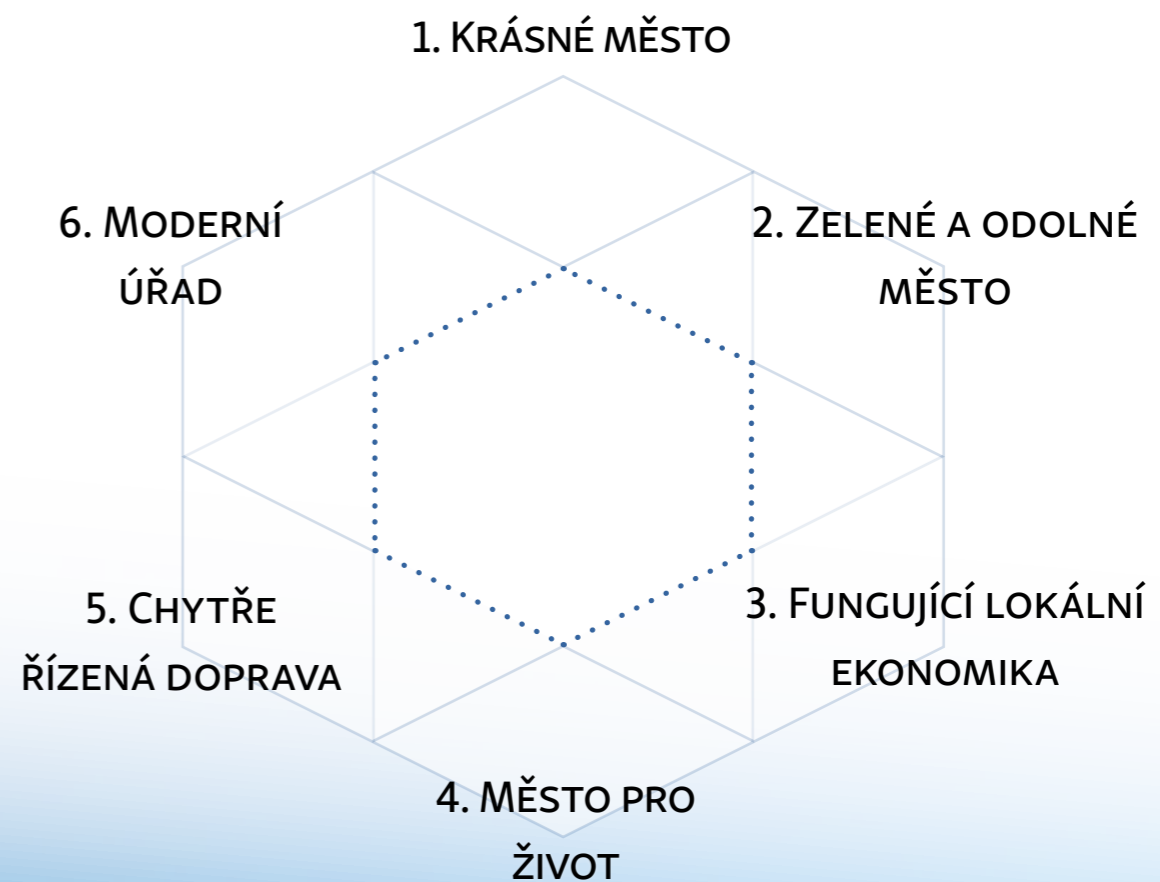 1. Krásné město
6. Moderní
úřad
2. Zelené a odolné
město
5. Chytře
řízená doprava
3. Fungující lokální
ekonomika
4. Město pro
život